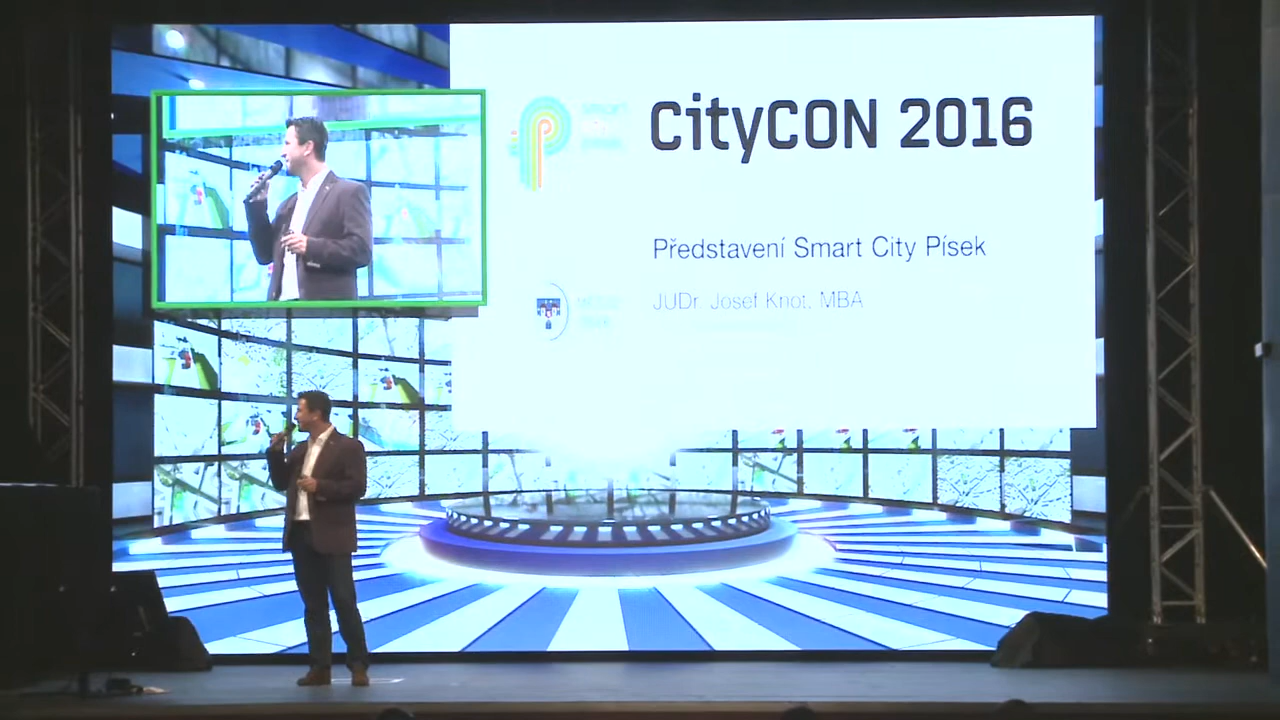 CityCON 2016
Představení Smart City Písek
JUDr. Josef Knot, MBA